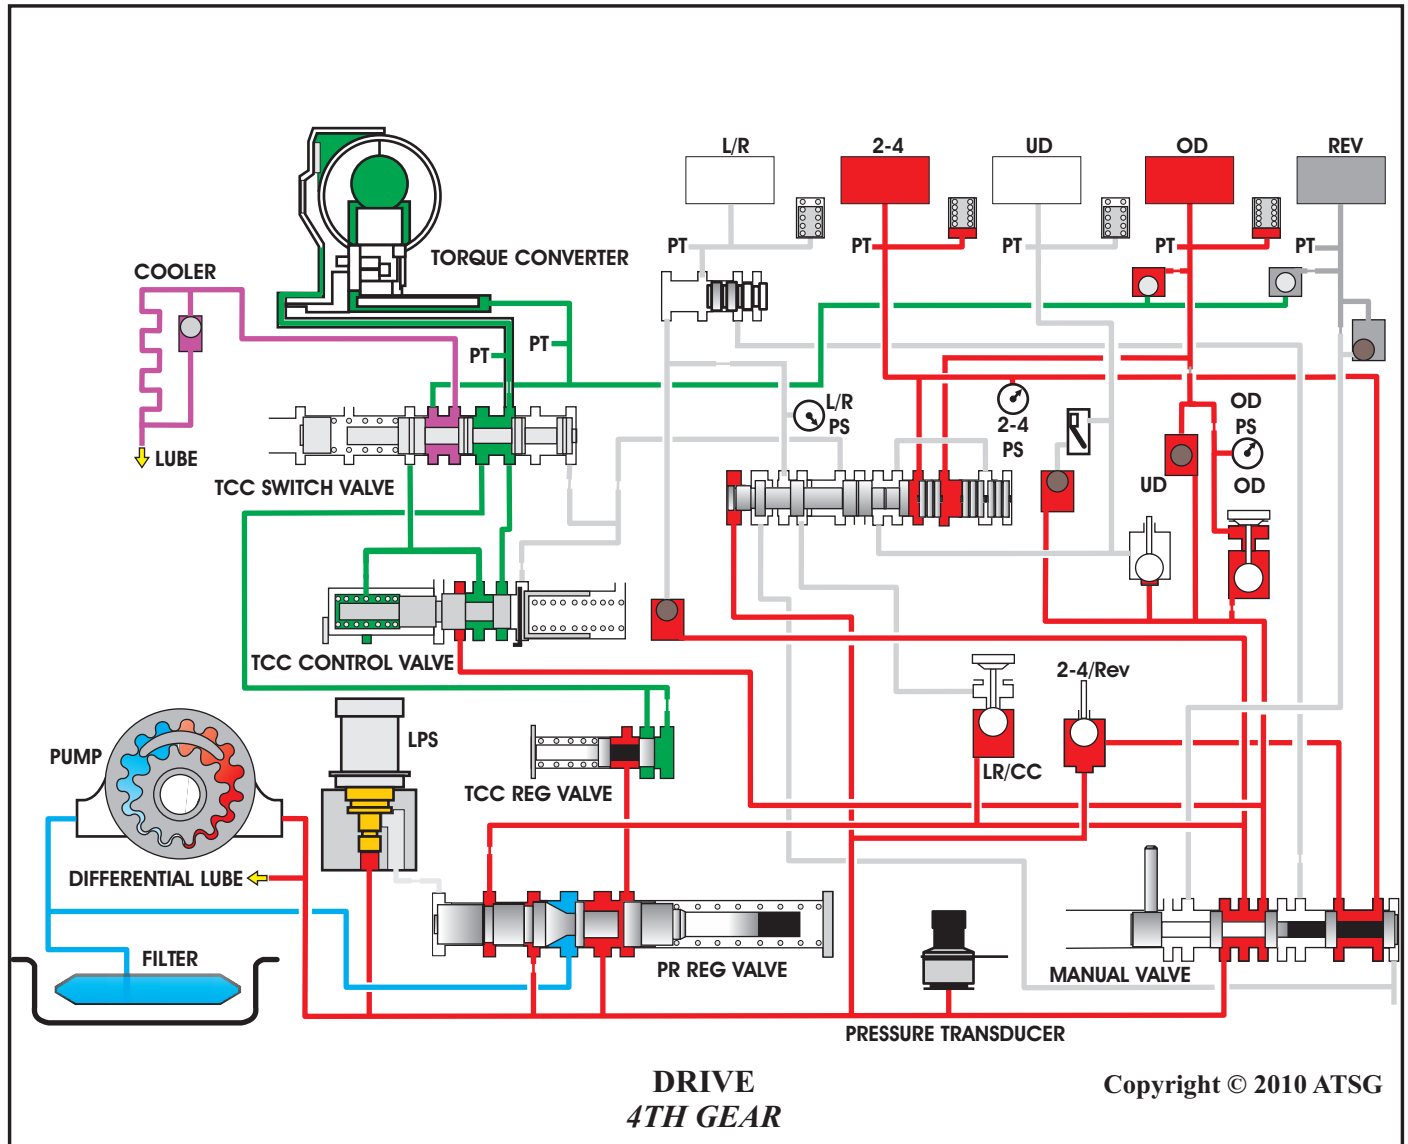 L/R 2-4 UD OD REV
PT PT PT PT PT
TORQUE CONVERTER
COOLER
PT PT
L/R
PS
2-4
PS
OD
PS
LUBE
TCC SWITCH VALVE
UD OD
TCC CONTROL VALVE
2-4/Rev
PUMP
LPS
LR/CC
TCC REG VALVE
DIFFERENTIAL LUBE
FILTER
PR REG VALVE
MANUAL VALVE
PRESSURE TRANSDUCER
DRIVE
4TH GEAR
Copyright © 2010 ATSG